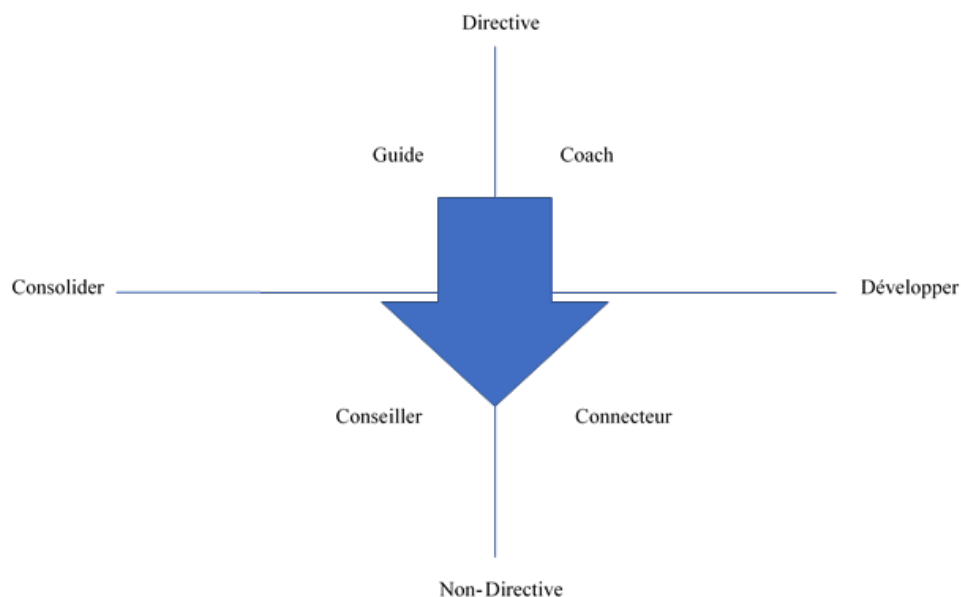 Directive
Guide
Coach
Consolider
Développer
Conseiller
Connecteur
Non-Directive